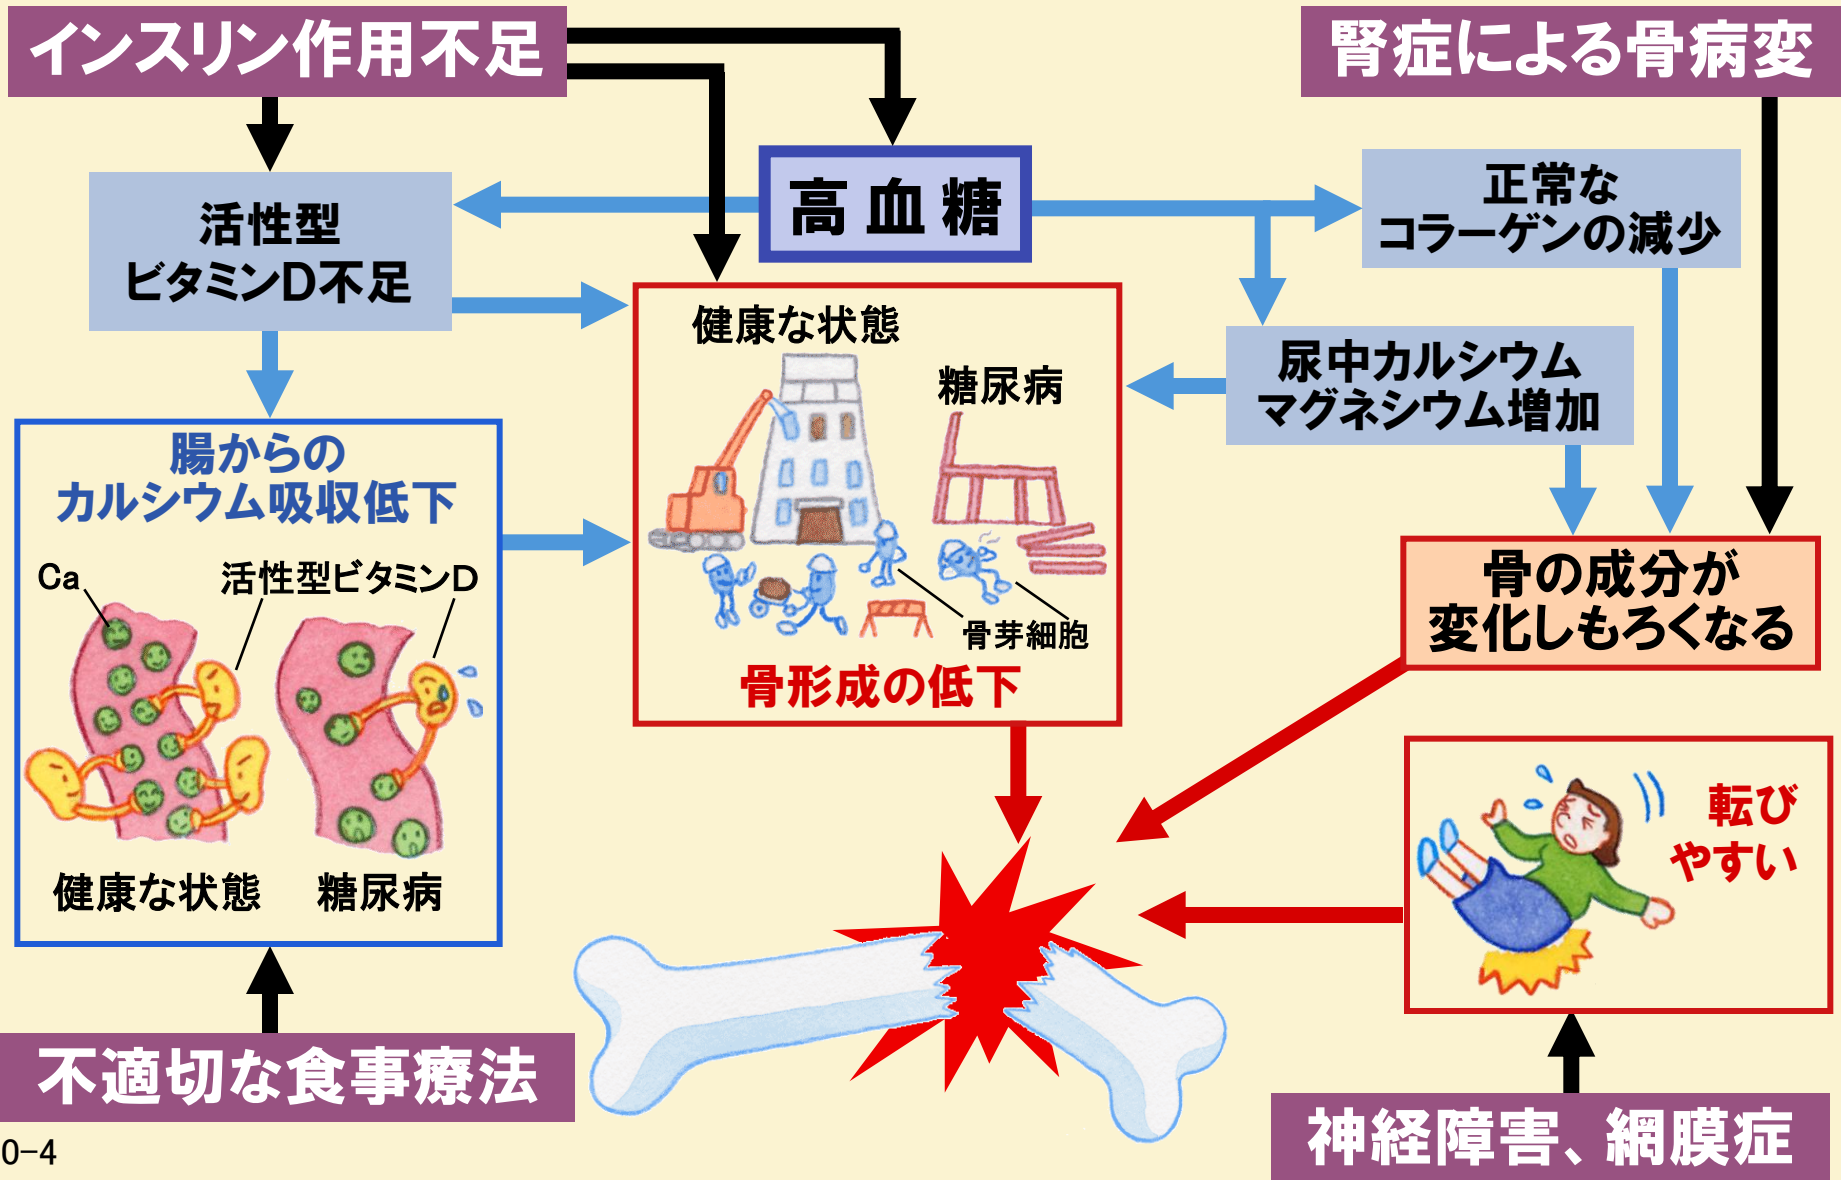 インスリン作用不足
腎症による骨病変
高血糖
活性型
ビタミンD不足
正常な
コラーゲンの減少
尿中カルシウム
マグネシウム増加
健康な状態
糖尿病
骨芽細胞
骨形成の低下
腸からの
カルシウム吸収低下
Ca
活性型ビタミンD
健康な状態
糖尿病
骨の成分が
変化しもろくなる
転び
やすい
不適切な食事療法
神経障害、網膜症
0-4